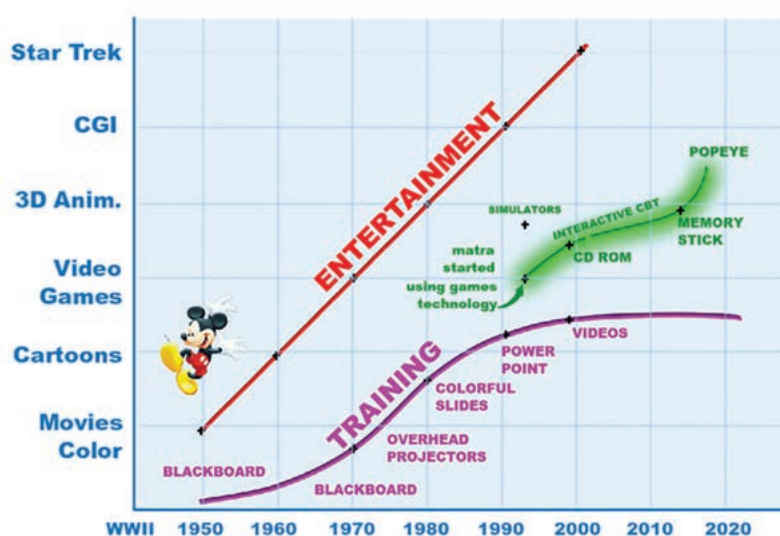 Star Trek
CGI
3D Anim.
Video
Games
Cartoons
Movies
Color
ENTERTAINMENT
TRAINING
SIMULATORS
INTERACTIVE CBT
POPEYE
MEMORY
STICK
CD ROM
matra
started
using games
technology
VIDEOS
POWER
POINT
COLORFUL
SLIDES
OVERHEAD
PROJECTORS
BLACKBOARD
BLACKBOARD
WWII 1950 1960 1970 1980 1990 2000 2010 2020